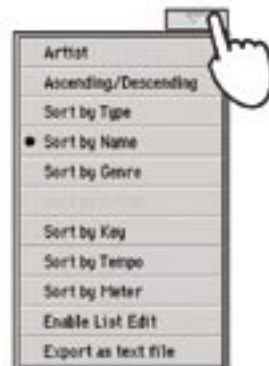 Artist
Ascending/Descending
Sort by Type
Sort by Name
Sort by Genre
Sort by Key
Sort by Tempo
Sort by Meter
Enable List Edit
Export as text file